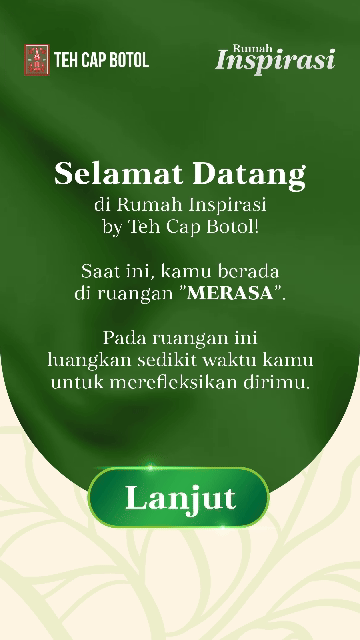 TEH CAP BOTOL
Rumah
Inspirasi
Selamat Datang
di Rumah Inspirasi
by Teh Cap Botol!
Saat ini, kamu berada
di ruangan "MERASA".
Pada ruangan ini
luangkan sedikit waktu kamu
untuk merefleksikan dirimu.
Lanjut